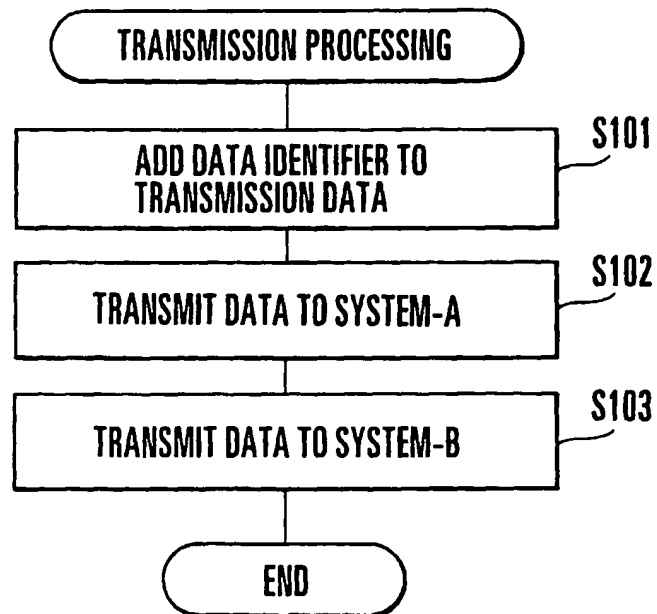 TRANSMISSION PROCESSING
S101
ADD DATA IDENTIFIER TO
TRANSMISSION DATA
S102
TRANSMIT DATA TO SYSTEM-A
S103
TRANSMIT DATA TO SYSTEM-B
END